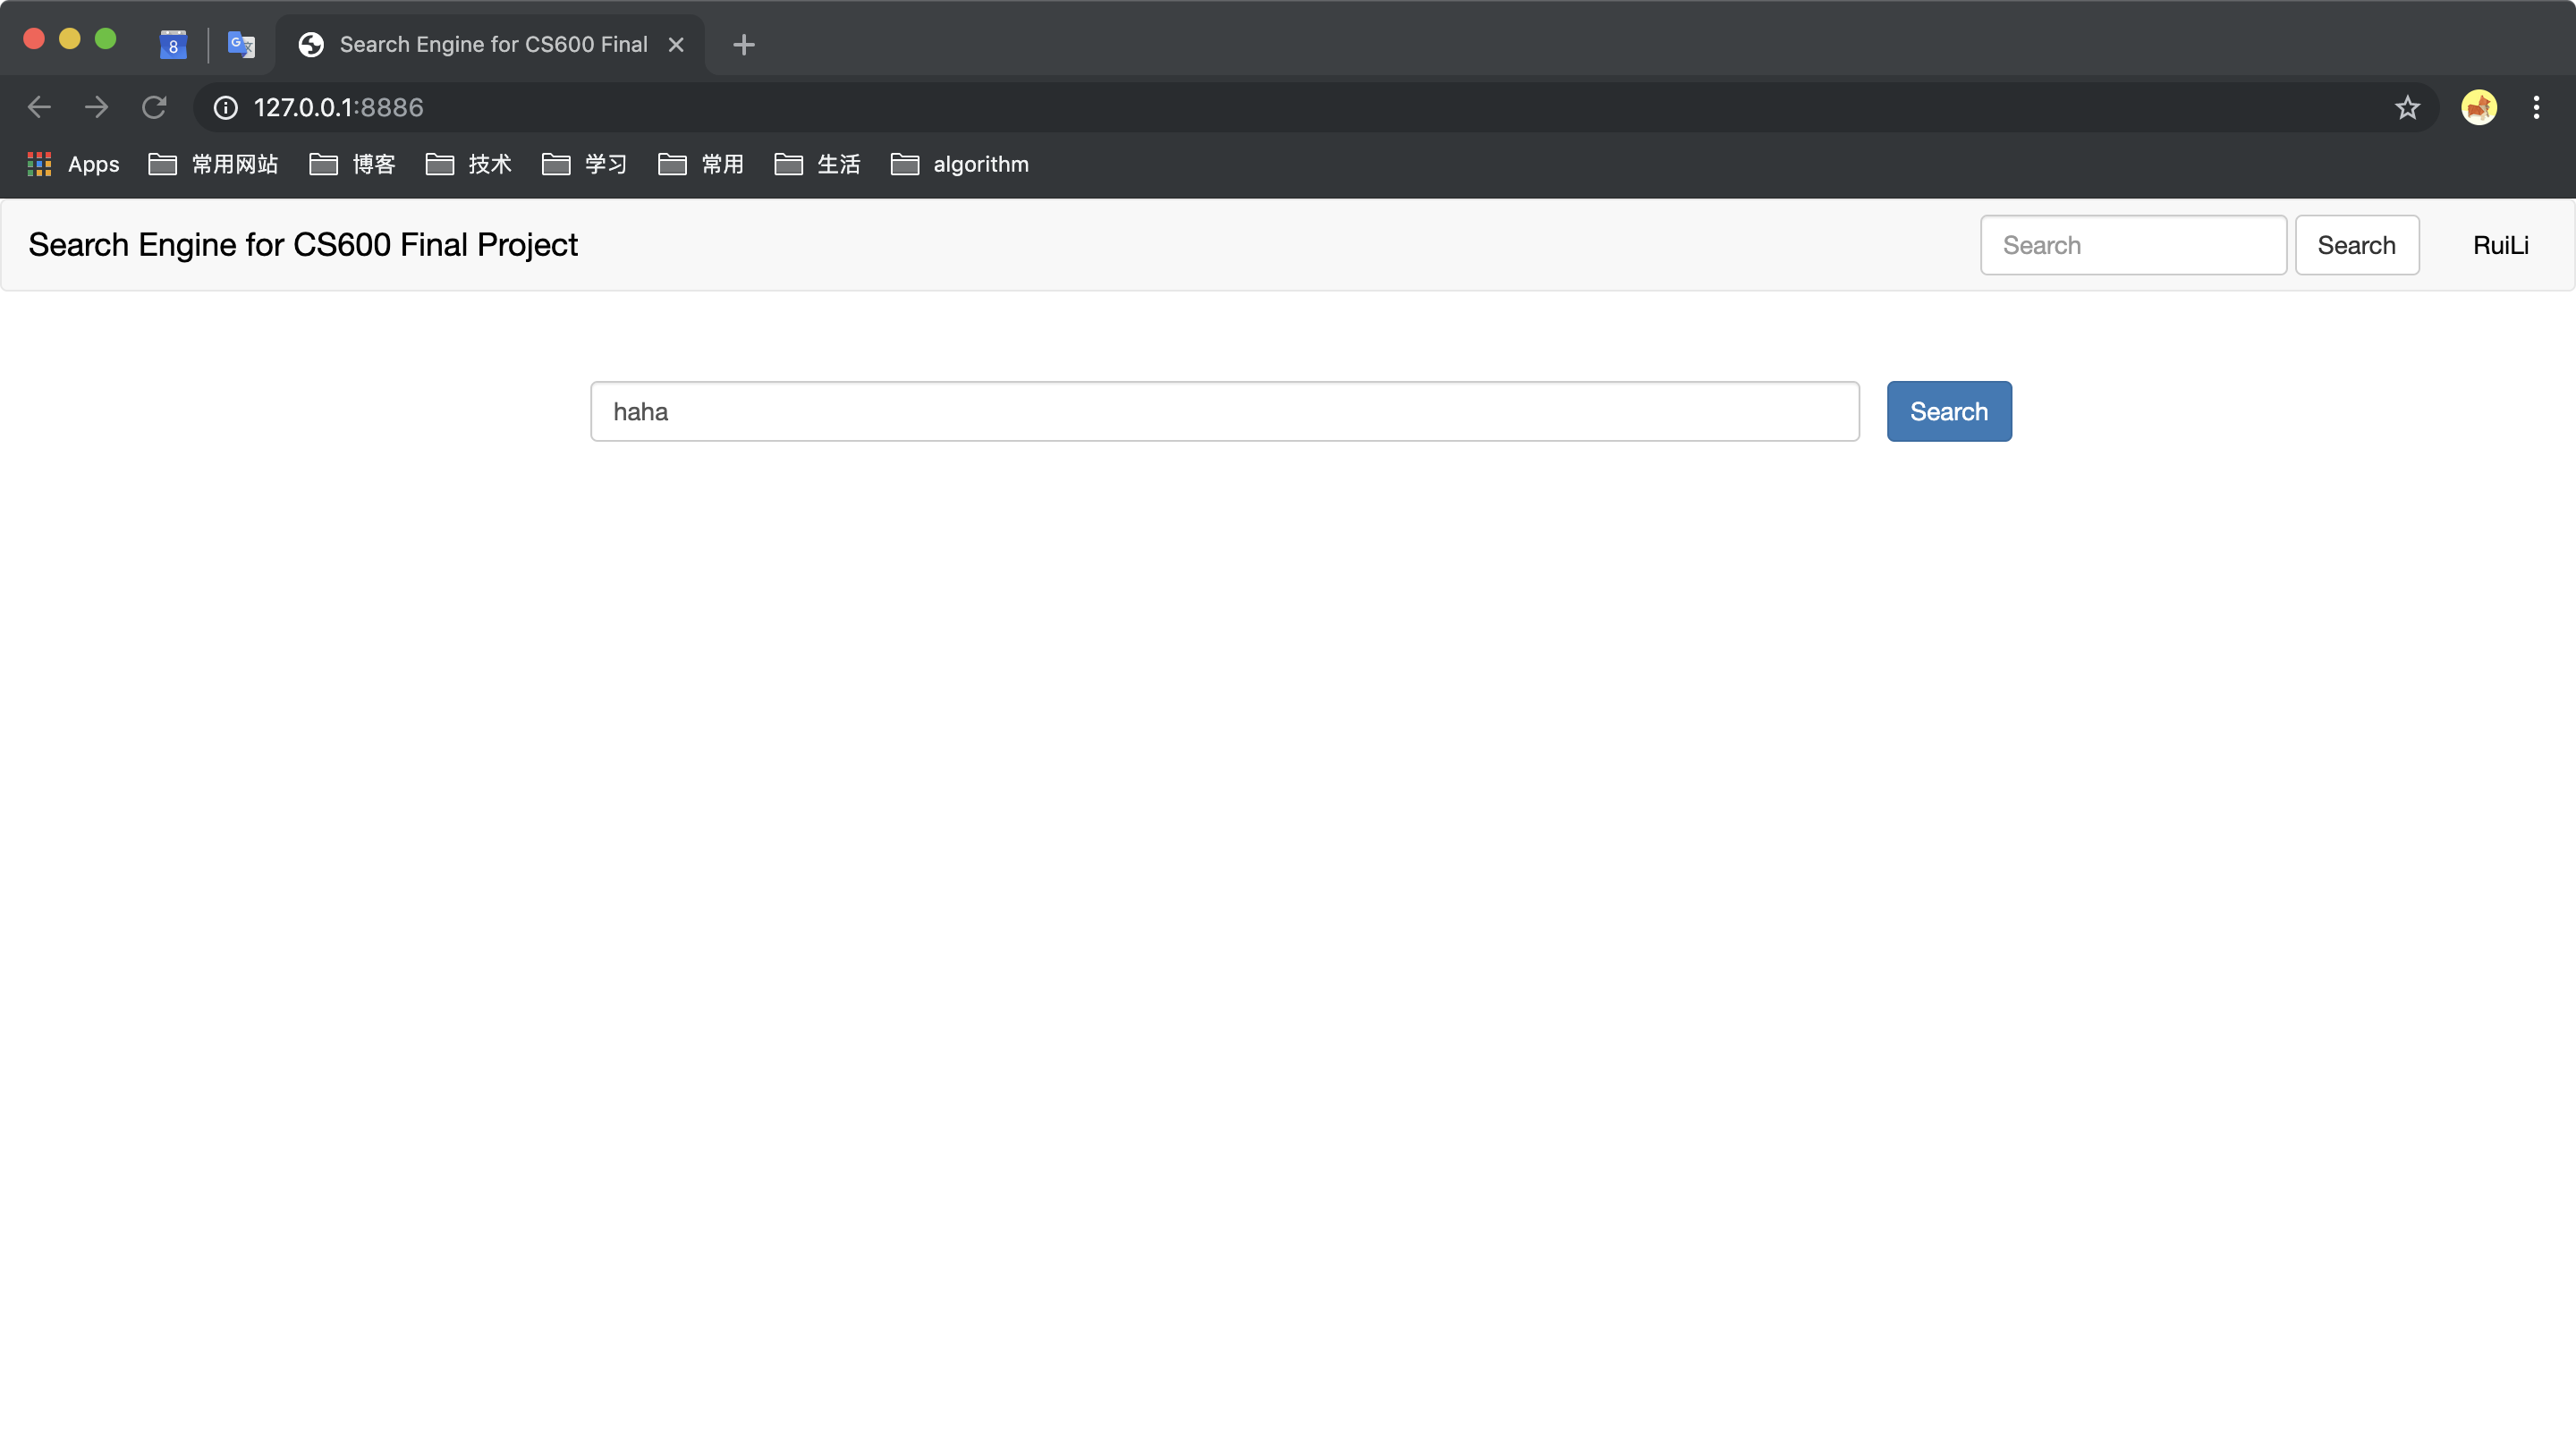 8
Search Engine for CS600 Final
127.0.0.1:8886
Apps 常用网站 博客 技术 学习 常用 生活 algorithm
Search Engine for CS600 Final Project Search Search RuiLi
haha Search